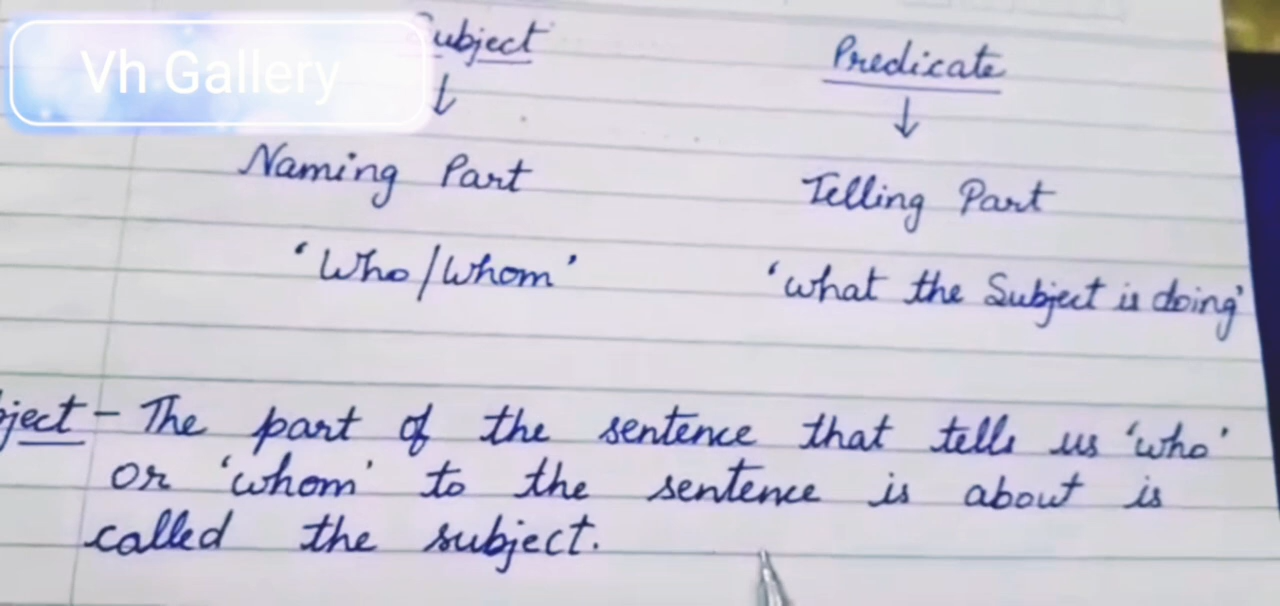 Vh Gallery
Subject Predicate
↓ ↓
Naming Part Telling Part
'Who/Whom' 'what the Subject is doing'
ject - The part of the sentence that tells us 'who'
or 'whom' to the sentence is about is
called the subject.